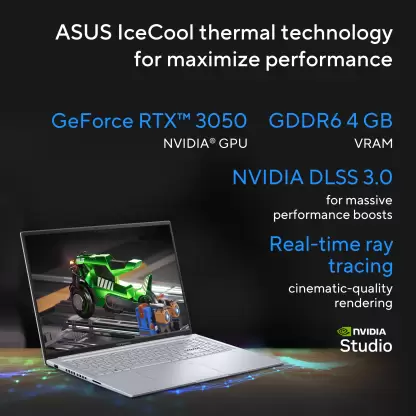 ASUS IceCool thermal technology
for maximize performance
GeForce RTX™ 3050
NVIDIA® GPU
GDDR6 4 GB
VRAM
NVIDIA DLSS 3.0
for massive
performance boosts
Real-time ray
tracing
cinematic-quality
rendering
NVIDIA
Studio